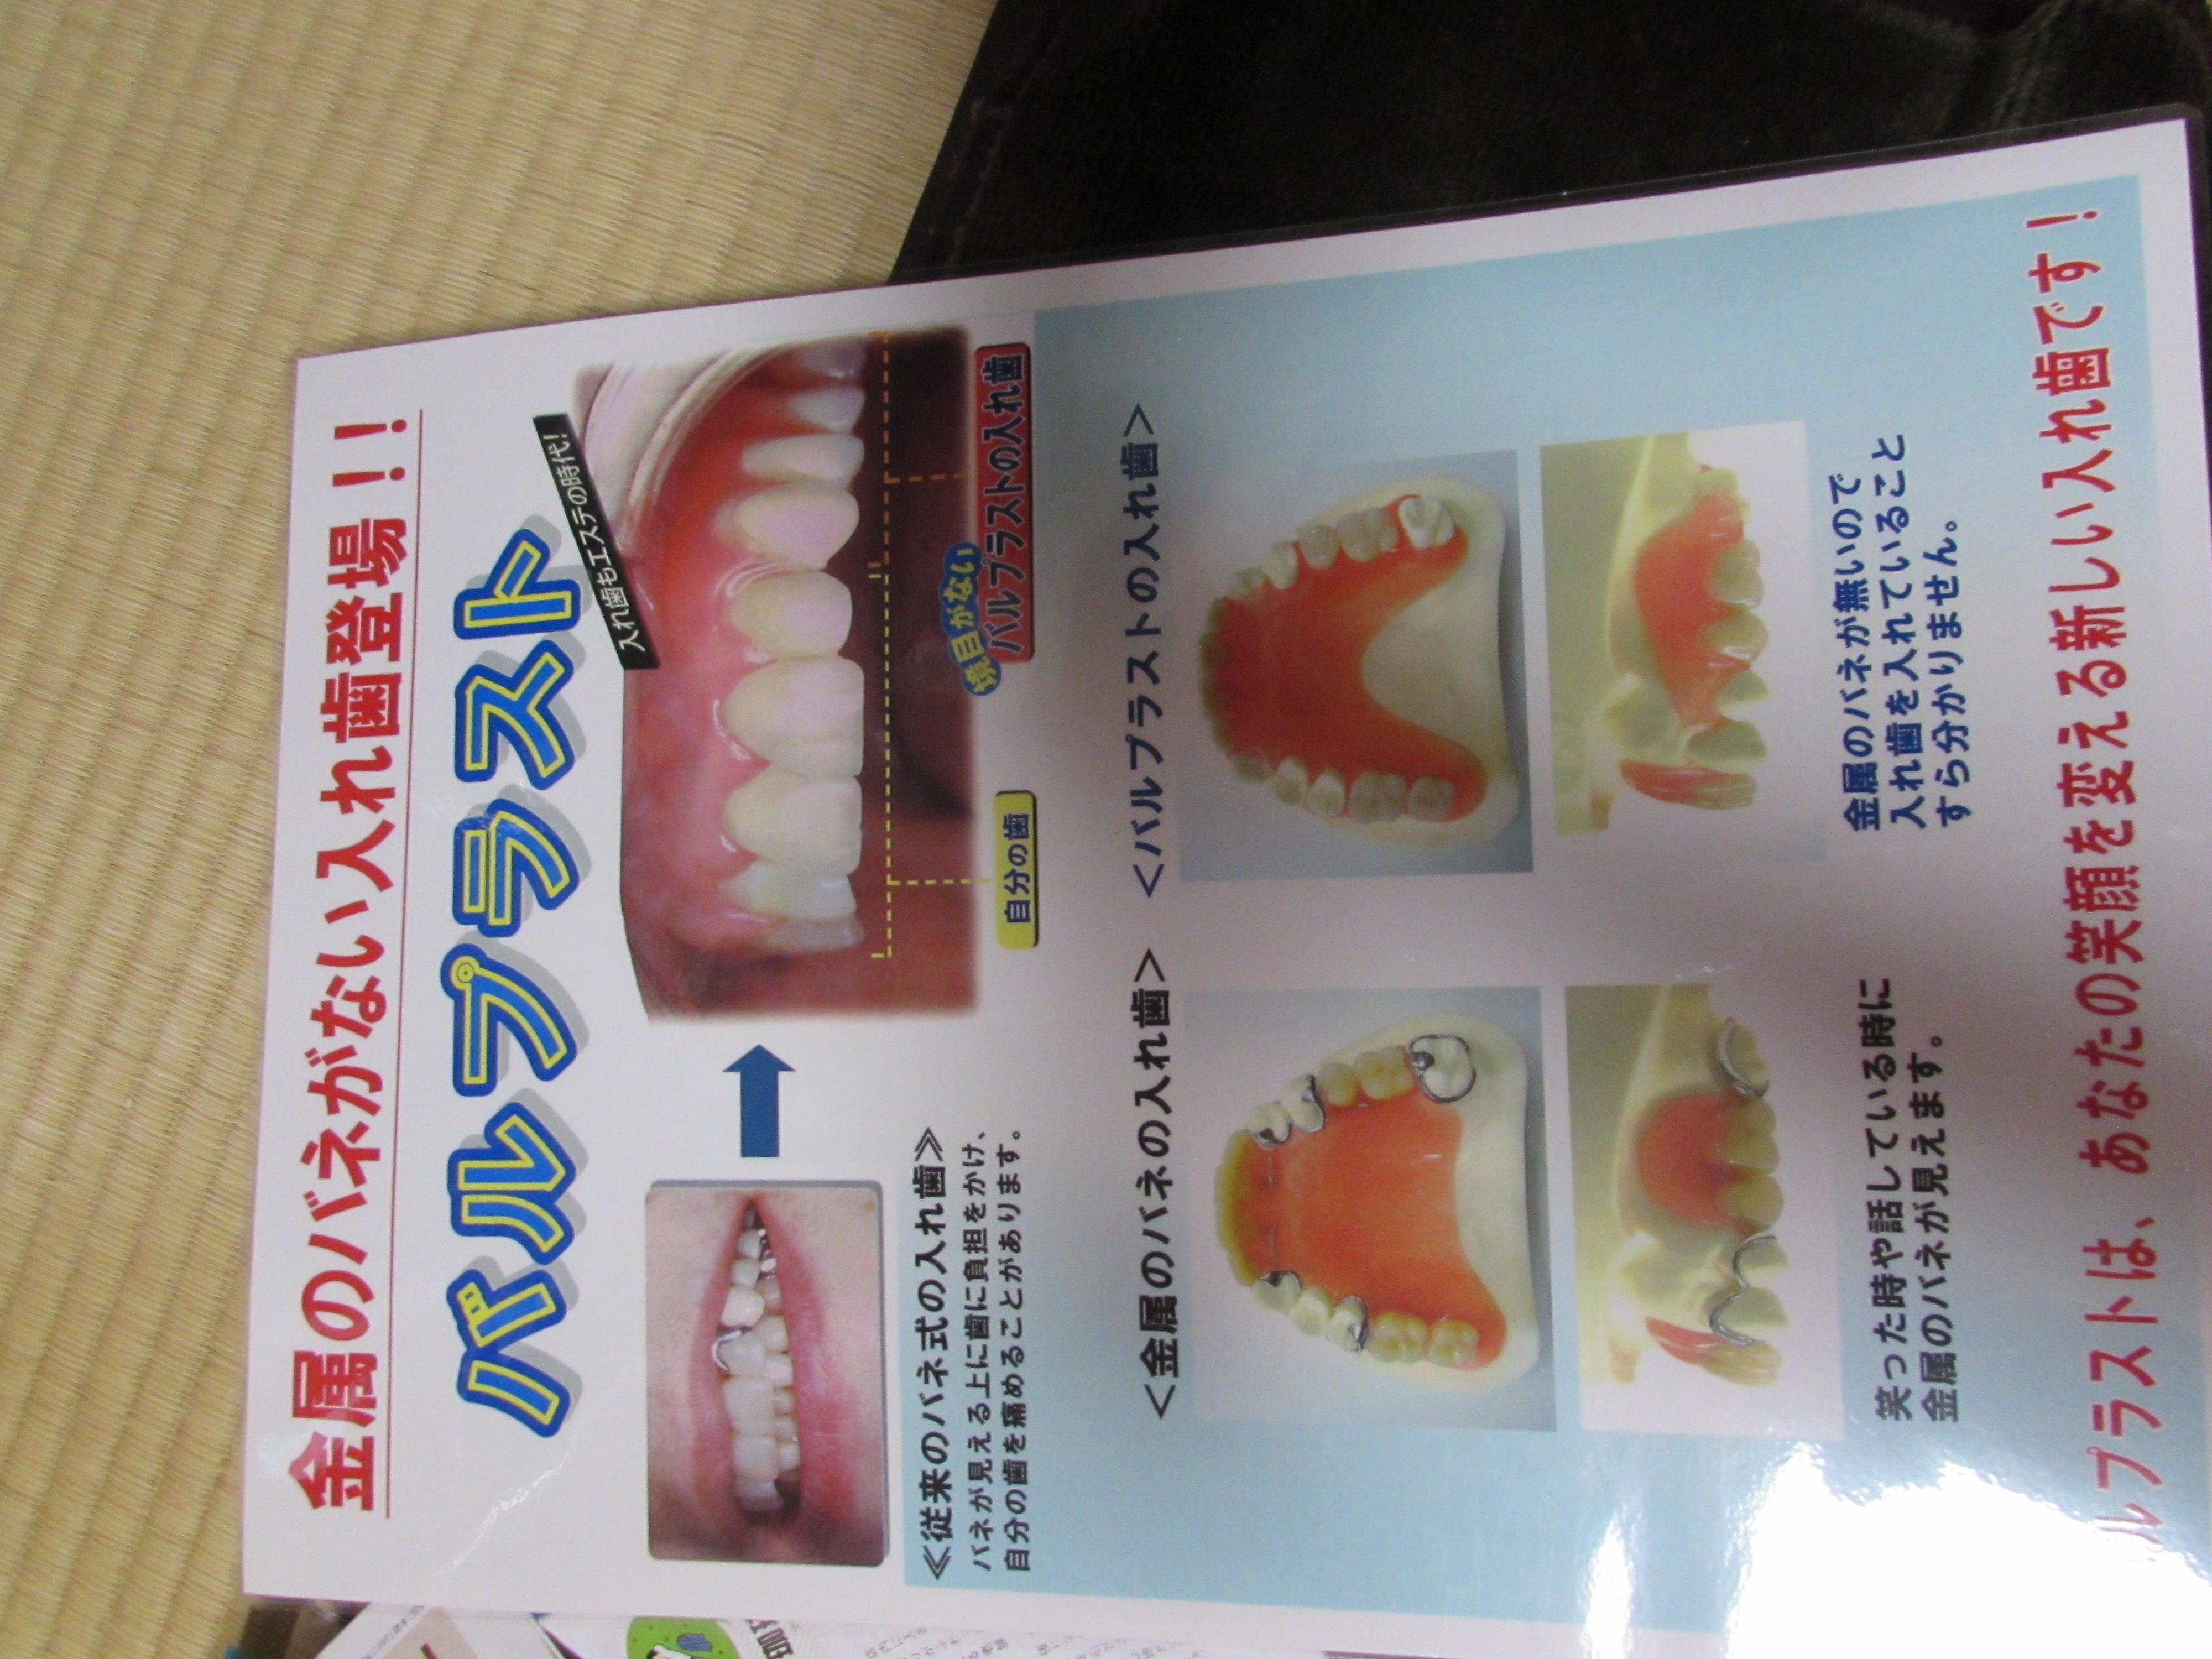 金属のバネがない入れ歯登場！！
バルプラスト
入れ歯もエステの時代！
≪従来のバネ式の入れ歯≫
バネが見える上に歯に負担をかけ、
自分の歯を痛めることがあります。
自分の歯
境目がない
バルプラストの入れ歯
＜金属のバネの入れ歯＞
＜バルプラストの入れ歯＞
笑った時や話している時に
金属のバネが見えます。
金属のバネが無いので
入れ歯を入れていること
すら分かりません。
ルプラストは、あなたの笑顔を変える新しい入れ歯です！